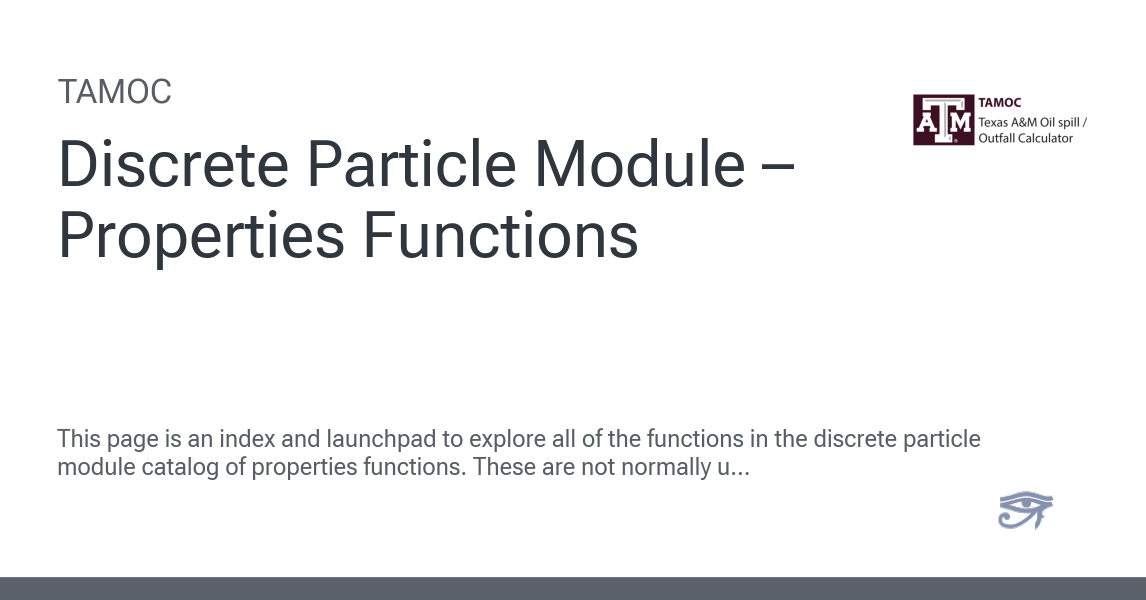 TAMOC
Discrete Particle Module –
Properties Functions
ATM
TAMOC
Texas A&M Oil spill /
Outfall Calculator
This page is an index and launchpad to explore all of the functions in the discrete particle
module catalog of properties functions. These are not normally u...